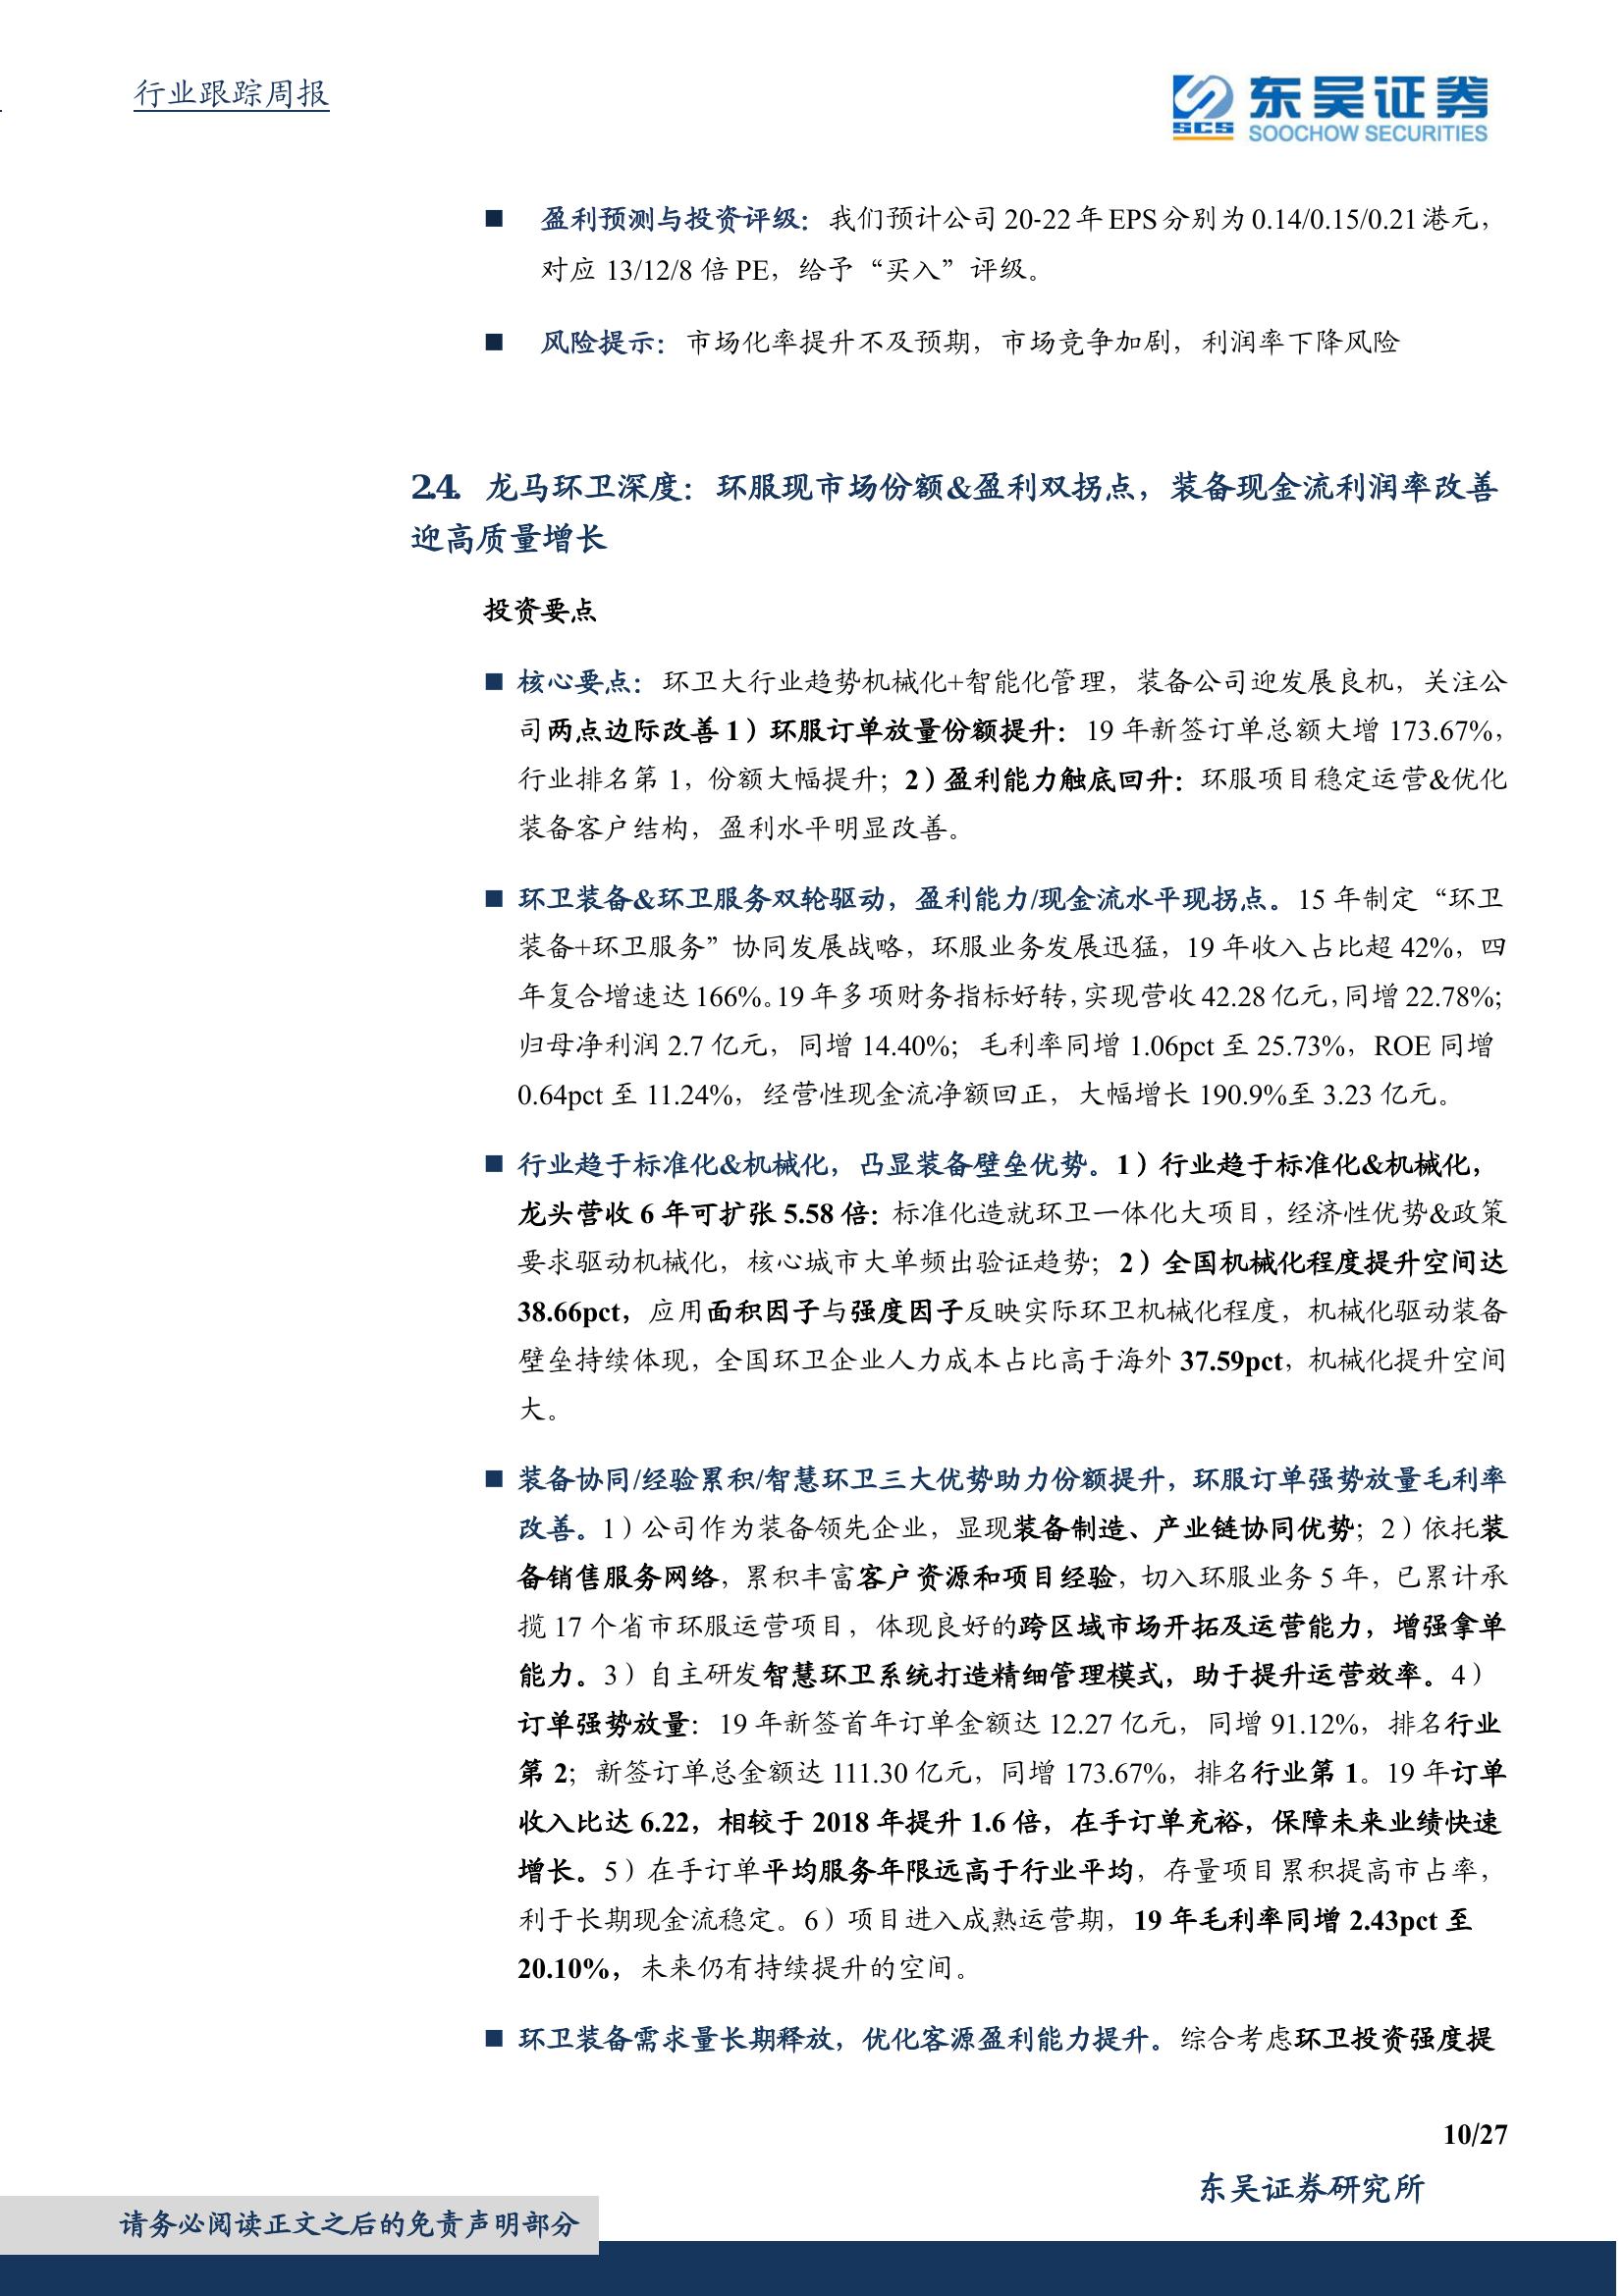 行业跟踪周报
东吴证券
SCS
SOOCHOW SECURITIES
■ 盈利预测与投资评级：我们预计公司 20-22 年 EPS 分别为 0.14/0.15/0.21 港元，
对应 13/12/8 倍 PE，给予“买入”评级。
■ 风险提示：市场化率提升不及预期，市场竞争加剧，利润率下降风险
2.4. 龙马环卫深度：环服现市场份额&盈利双拐点，装备现金流利润率改善
迎高质量增长
投资要点
■ 核心要点：环卫大行业趋势机械化+智能化管理，装备公司迎发展良机，关注公
司两点边际改善 1）环服订单放量份额提升：19 年新签订单总额大增 173.67%，
行业排名第 1，份额大幅提升；2）盈利能力触底回升：环服项目稳定运营&优化
装备客户结构，盈利水平明显改善。
■ 环卫装备&环卫服务双轮驱动，盈利能力/现金流水平现拐点。15 年制定“环卫
装备+环卫服务”协同发展战略，环服业务发展迅猛，19 年收入占比超 42%，四
年复合增速达 166%。19 年多项财务指标好转，实现营收 42.28 亿元，同增 22.78%；
归母净利润 2.7 亿元，同增 14.40%；毛利率同增 1.06pct 至 25.73%，ROE 同增
0.64pct 至 11.24%，经营性现金流净额回正，大幅增长 190.9%至 3.23 亿元。
■ 行业趋于标准化&机械化，凸显装备壁垒优势。1）行业趋于标准化&机械化，
龙头营收 6 年可扩张 5.58 倍：标准化造就环卫一体化大项目，经济性优势&政策
要求驱动机械化，核心城市大单频出验证趋势；2）全国机械化程度提升空间达
38.66pct，应用面积因子与强度因子反映实际环卫机械化程度，机械化驱动装备
壁垒持续体现，全国环卫企业人力成本占比高于海外 37.59pct，机械化提升空间
大。
■ 装备协同/经验累积/智慧环卫三大优势助力份额提升，环服订单强势放量毛利率
改善。1）公司作为装备领先企业，显现装备制造、产业链协同优势；2）依托装
备销售服务网络，累积丰富客户资源和项目经验，切入环服业务 5 年，已累计承
揽 17 个省市环服运营项目，体现良好的跨区域市场开拓及运营能力，增强拿单
能力。3）自主研发智慧环卫系统打造精细管理模式，助于提升运营效率。4）
订单强势放量：19 年新签首年订单金额达 12.27 亿元，同增 91.12%，排名行业
第 2；新签订单总金额达 111.30 亿元，同增 173.67%，排名行业第 1。19 年订单
收入比达 6.22，相较于 2018 年提升 1.6 倍，在手订单充裕，保障未来业绩快速
增长。5）在手订单平均服务年限远高于行业平均，存量项目累积提高市占率，
利于长期现金流稳定。6）项目进入成熟运营期，19 年毛利率同增 2.43pct 至
20.10%，未来仍有持续提升的空间。
■ 环卫装备需求量长期释放，优化客源盈利能力提升。综合考虑环卫投资强度提
10/27
东吴证券研究所
请务必阅读正文之后的免责声明部分